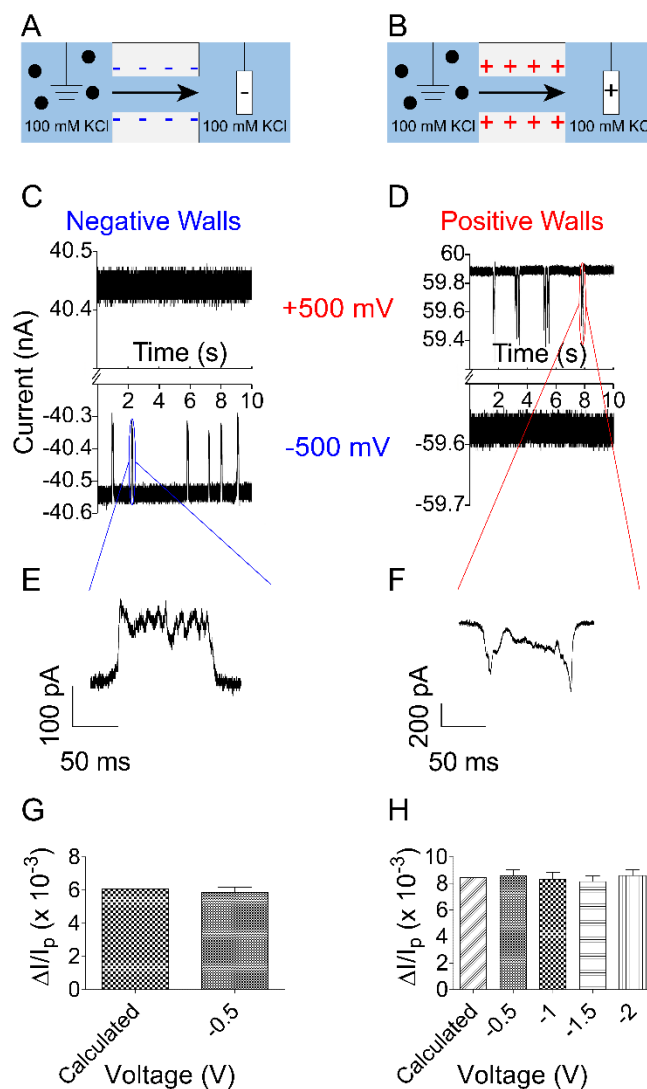 A
B
- - - -
+ + + +
-
+
100 mM KCl
100 mM KCl
100 mM KCl
100 mM KCl
- - - -
+ + + +
C
D
Negative Walls
Positive Walls
40.5
40.4
Time (s)
2 4 6 8 10
Current (nA)
-40.3
-40.4
-40.5
-40.6
+500 mV
-500 mV
60
59.8
59.6
59.4
Time (s)
2 4 6 8 10
-59.6
-59.7
E
F
100 pA
50 ms
200 pA
50 ms
G
H
ΔI/Ip (x 10-3)
8
6
4
2
0
Calculated
-0.5
Voltage (V)
ΔI/Ip (x 10-3)
10
8
6
4
2
0
Calculated
-0.5
-1
-1.5
-2
Voltage (V)